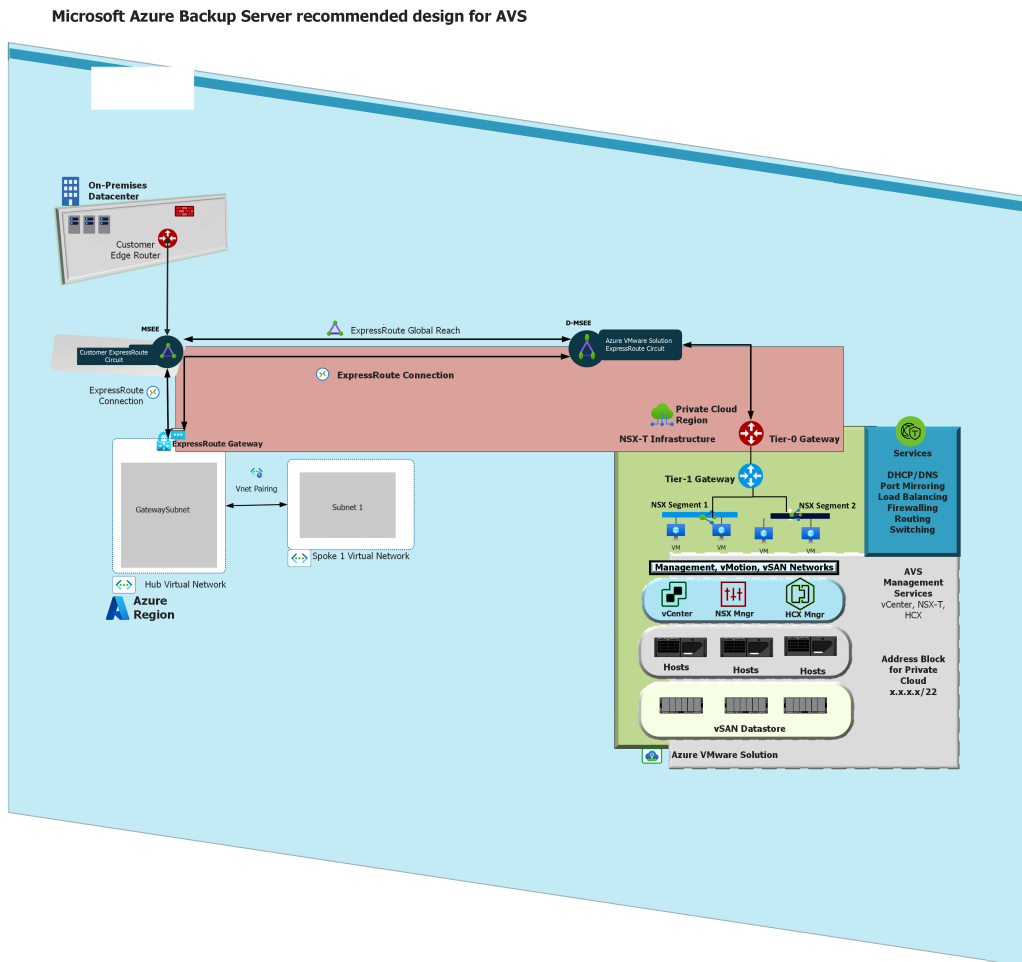 Microsoft Azure Backup Server recommended design for AVS
On-Premises
Datacenter
Customer
Edge Router
MSEE
Customer ExpressRoute
Circuit
ExpressRoute Global Reach
D-MSEE
Azure VMware Solution
ExpressRoute Circuit
ExpressRoute
Connection
ExpressRoute Connection
Private Cloud
Region
NSX-T Infrastructure
Tier-0 Gateway
ExpressRoute Gateway
Services
DHCP/DNS
Port Mirroring
Load Balancing
Firewalling
Routing
Switching
Tier-1 Gateway
NSX Segment 1
NSX Segment 2
VM
VM
VM
VM
GatewaySubnet
Vnet Pairing
Subnet 1
Spoke 1 Virtual Network
Hub Virtual Network
Azure
Region
Management, vMotion, vSAN Networks
vCenter
NSX Mngr
HCX Mngr
AVS
Management
Services
vCenter, NSX-T,
HCX
Hosts
Hosts
Hosts
Address Block
for Private
Cloud
x.x.x.x/22
vSAN Datastore
Azure VMware Solution